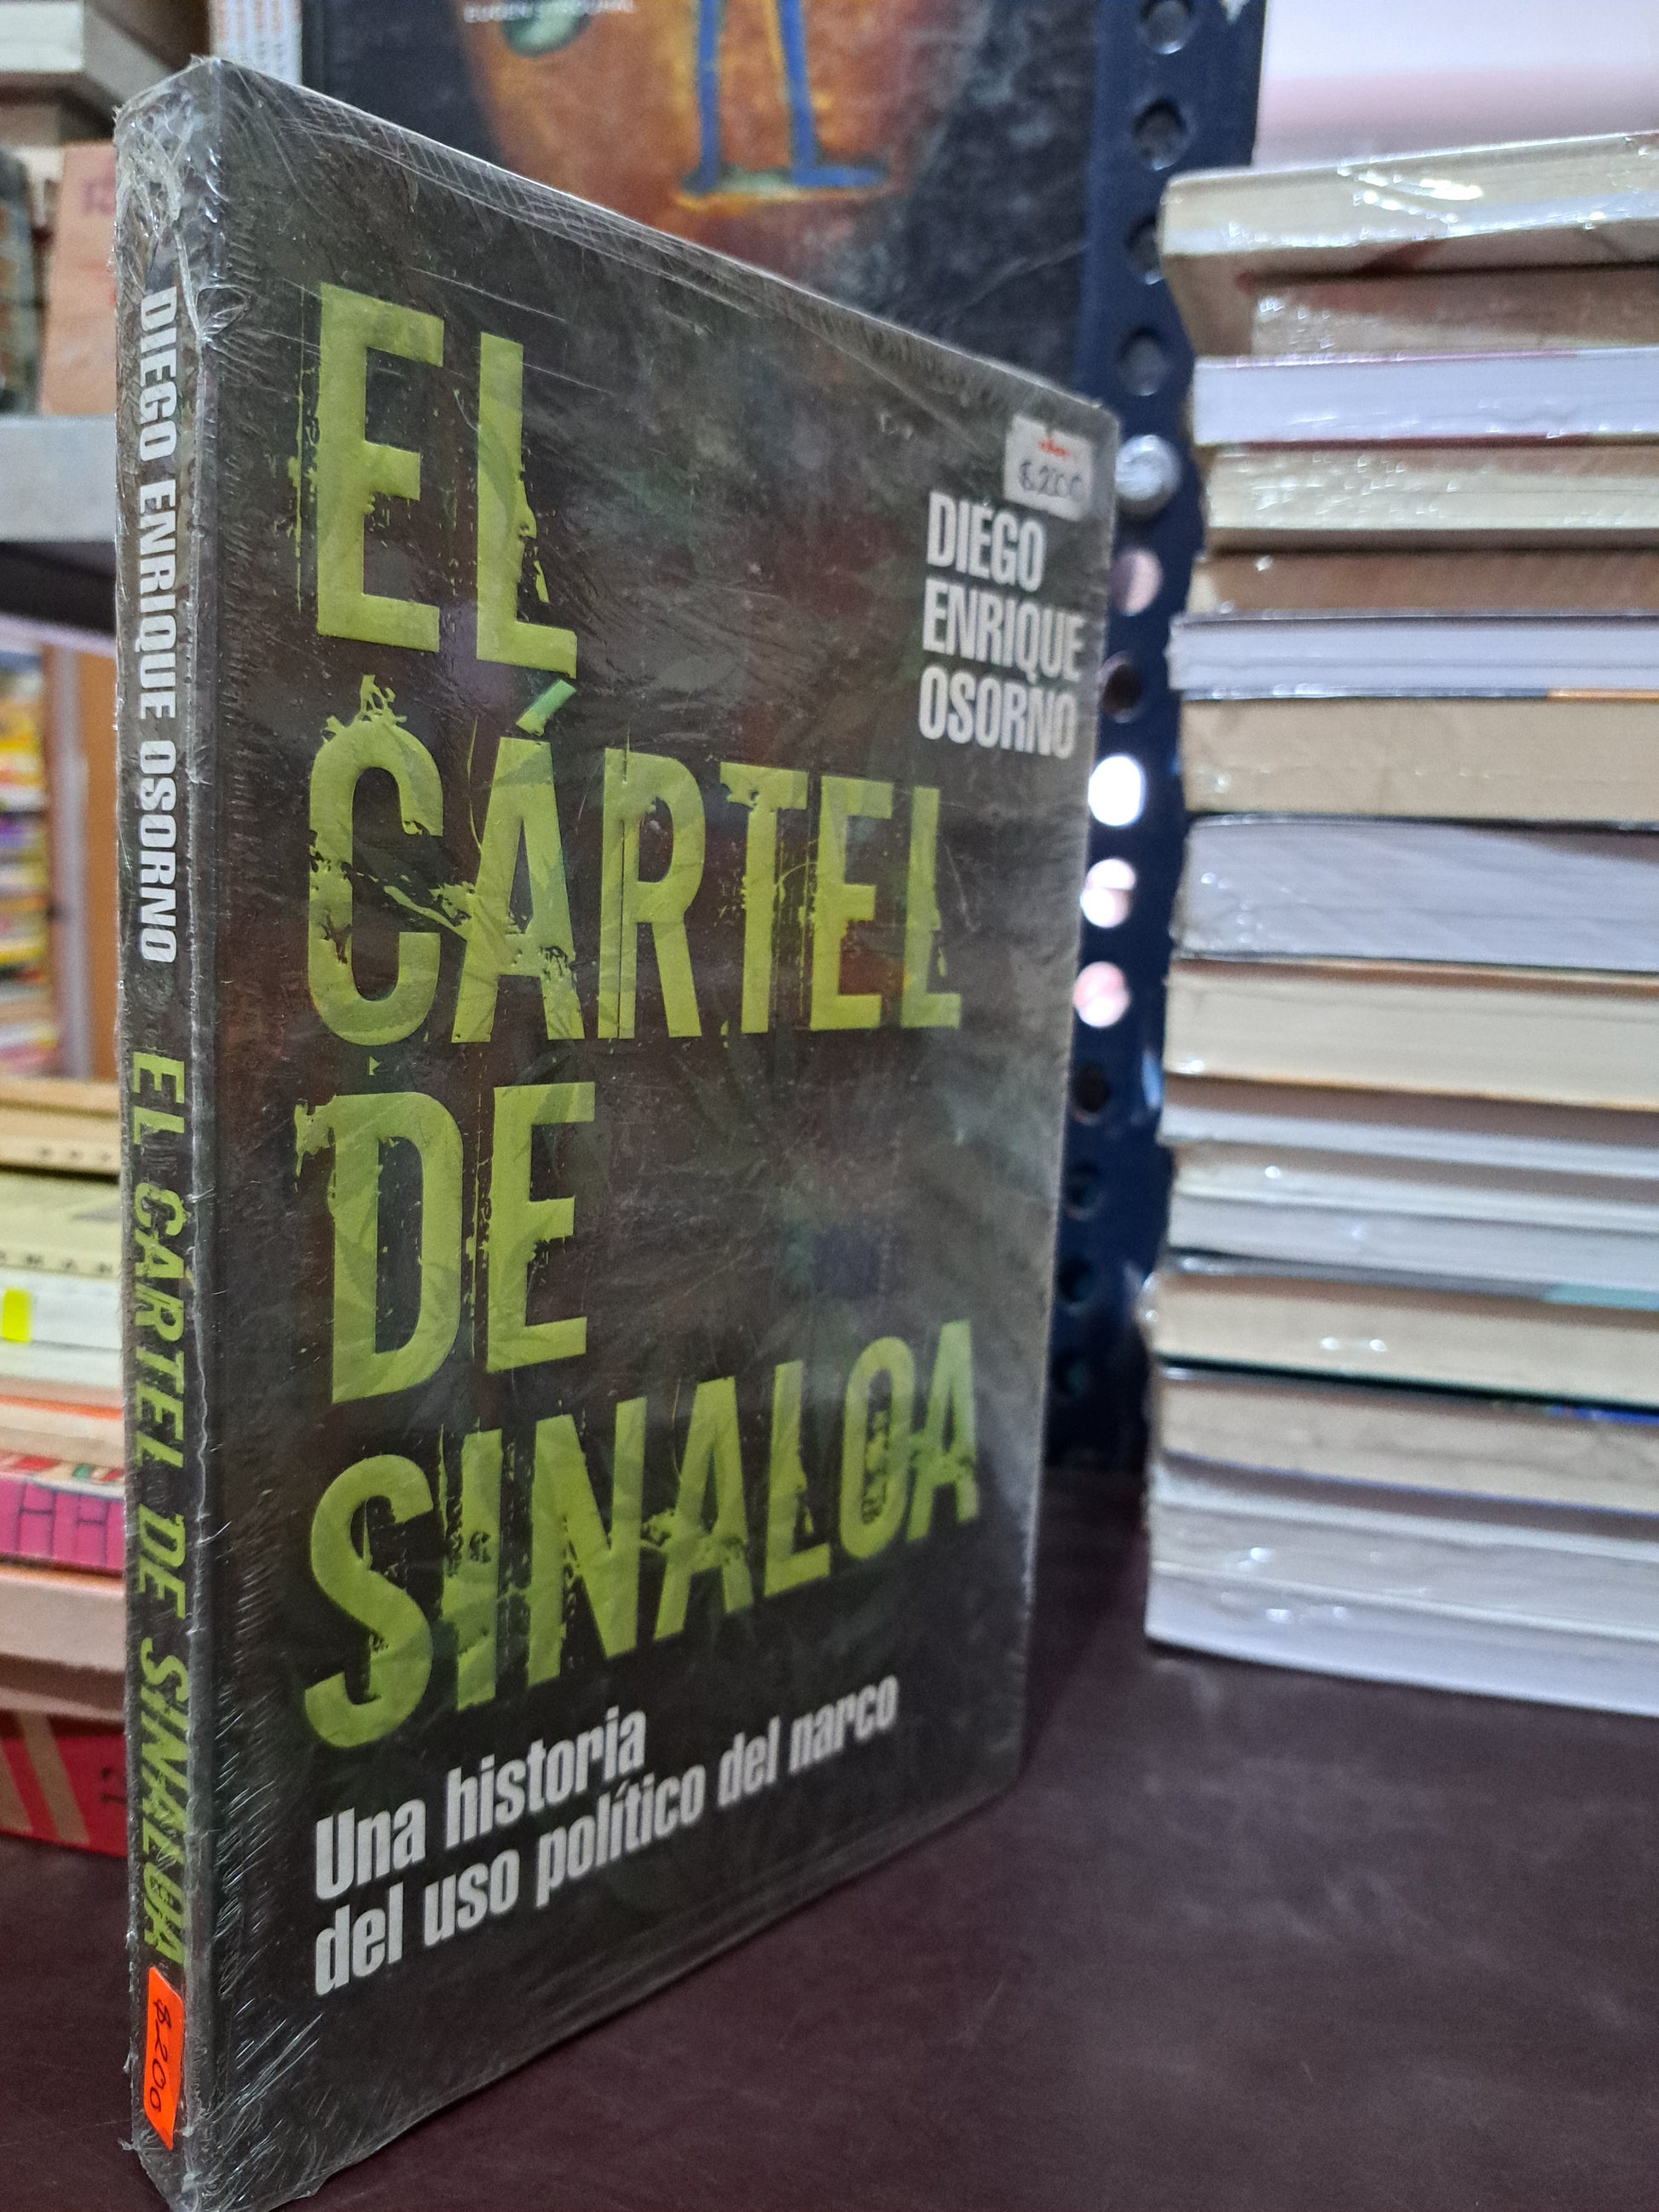 DIEGO ENRIQUE OSORNO EL CÁRTEL DE SINALOA
$.200
$.200
DIEGO
ENRIQUE
OSORNO
EL
CÁRTEL
DE
SINALOA
Una historia
del uso político del narco